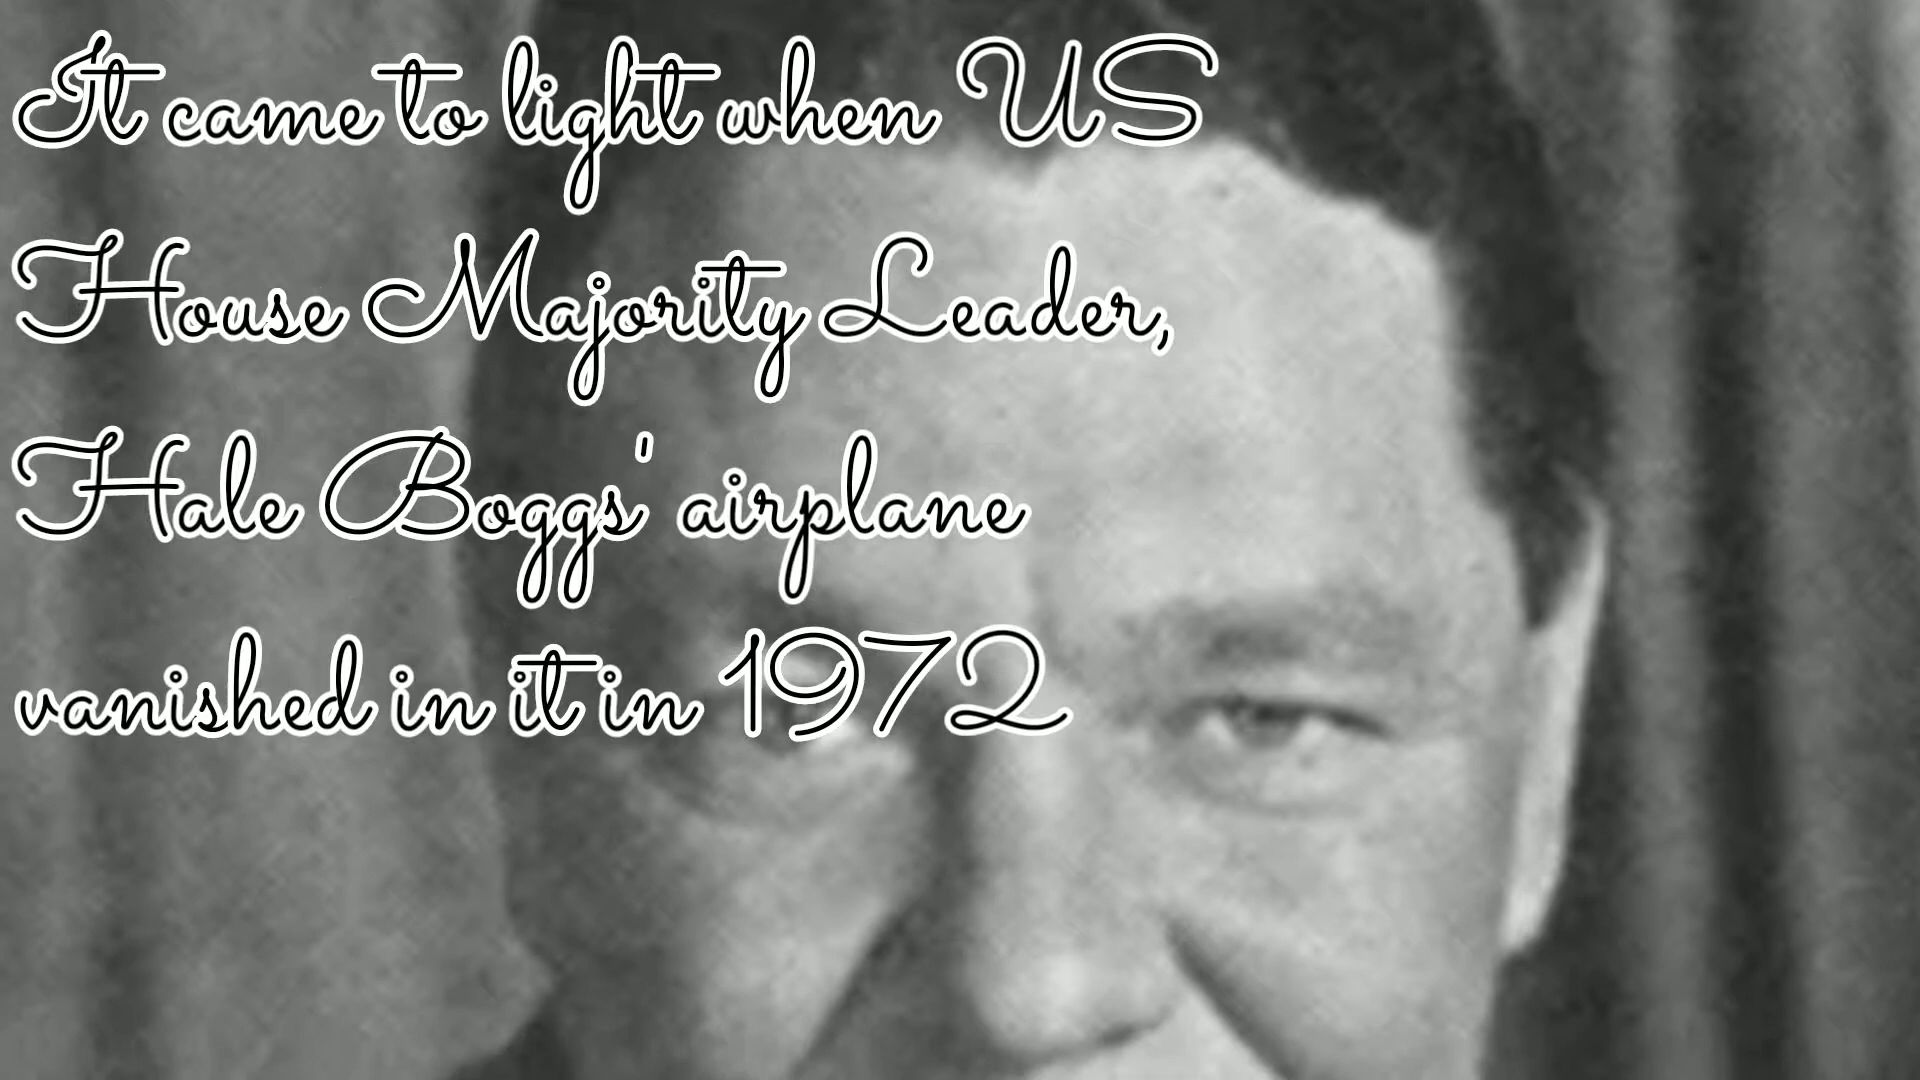 It came to light when US
House Majority Leader,
Hale Boggs' airplane
vanished in it in 1972